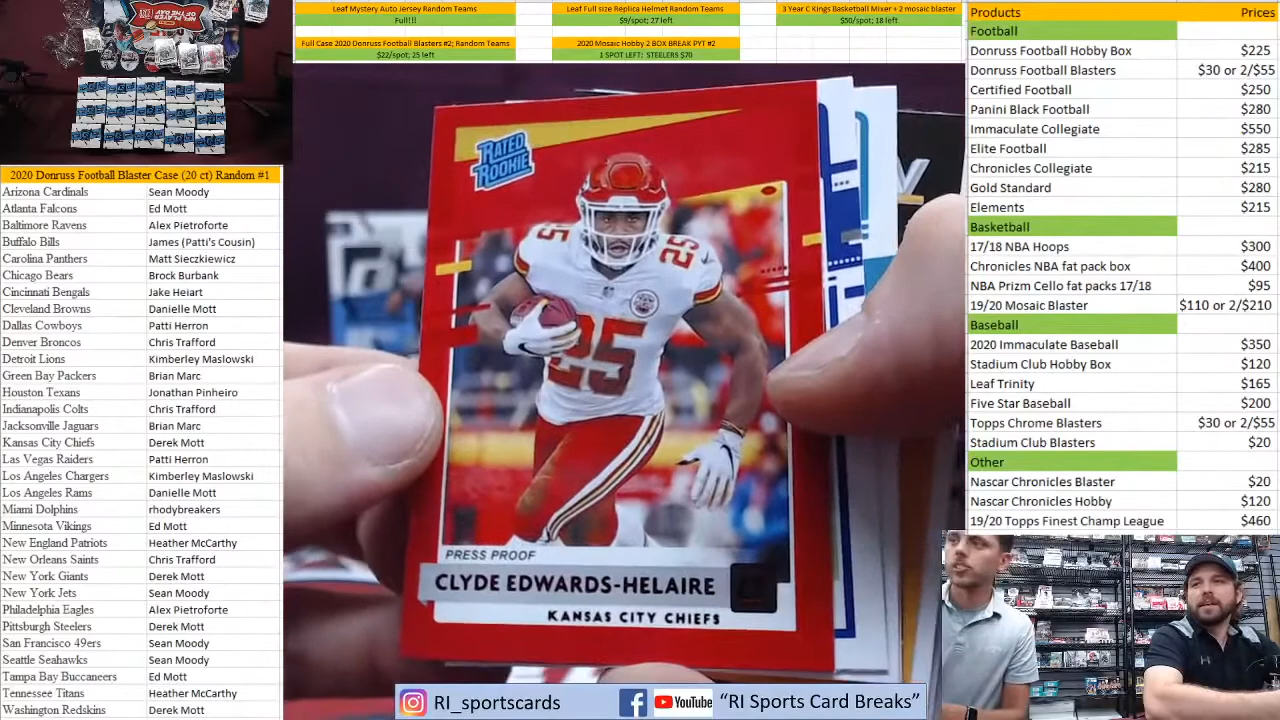 Leaf Mystery Auto Jersey Random Teams
Full!!!
Full Case 2020 Donruss Football Blasters #2; Random Teams
$22/spot; 25 left
Leaf Full size Replica Helmet Random Teams
$9/spot; 27 left
2020 Mosaic Hobby 2 BOX BREAK PYT #2
1 SPOT LEFT; STEELERS $70
3 Year C Kings Basketball Mixer + 2 mosaic blaster
$50/spot; 18 left
Products Prices
Football
Donruss Football Hobby Box $225
Donruss Football Blasters $30 or 2/$55
Certified Football $250
Panini Black Football $280
Immaculate Collegiate $550
Elite Football $285
Chronicles Collegiate $215
Gold Standard $280
Elements $215
Basketball
17/18 NBA Hoops $300
Chronicles NBA fat pack box $400
NBA Prizm Cello fat packs 17/18 $95
19/20 Mosaic Blaster $110 or 2/$210
Baseball
2020 Immaculate Baseball $350
Stadium Club Hobby Box $120
Leaf Trinity $165
Five Star Baseball $200
Topps Chrome Blasters $30 or 2/$55
Stadium Club Blasters $20
Other
Nascar Chronicles Blaster $20
Nascar Chronicles Hobby $120
19/20 Topps Finest Champ League $460
2020 Donruss Football Blaster Case (20 ct) Random #1
Arizona Cardinals Sean Moody
Atlanta Falcons Ed Mott
Baltimore Ravens Alex Pietroforte
Buffalo Bills James (Patti's Cousin)
Carolina Panthers Matt Sieczkiewicz
Chicago Bears Brock Burbank
Cincinnati Bengals Jake Heiart
Cleveland Browns Danielle Mott
Dallas Cowboys Patti Herron
Denver Broncos Chris Trafford
Detroit Lions Kimberley Maslowski
Green Bay Packers Brian Marc
Houston Texans Jonathan Pinheiro
Indianapolis Colts Chris Trafford
Jacksonville Jaguars Brian Marc
Kansas City Chiefs Derek Mott
Las Vegas Raiders Patti Herron
Los Angeles Chargers Kimberley Maslowski
Los Angeles Rams Danielle Mott
Miami Dolphins rhodybreakers
Minnesota Vikings Ed Mott
New England Patriots Heather McCarthy
New Orleans Saints Chris Trafford
New York Giants Derek Mott
New York Jets Sean Moody
Philadelphia Eagles Alex Pietroforte
Pittsburgh Steelers Derek Mott
San Francisco 49ers Sean Moody
Seattle Seahawks Sean Moody
Tampa Bay Buccaneers Ed Mott
Tennessee Titans Heather McCarthy
Washington Redskins Derek Mott
RATED
ROOKIE
25
25
25
PRESS PROOF
CLYDE EDWARDS-HELAIRE
KANSAS CITY CHIEFS
RI_sportscards
YouTube "RI Sports Card Breaks"